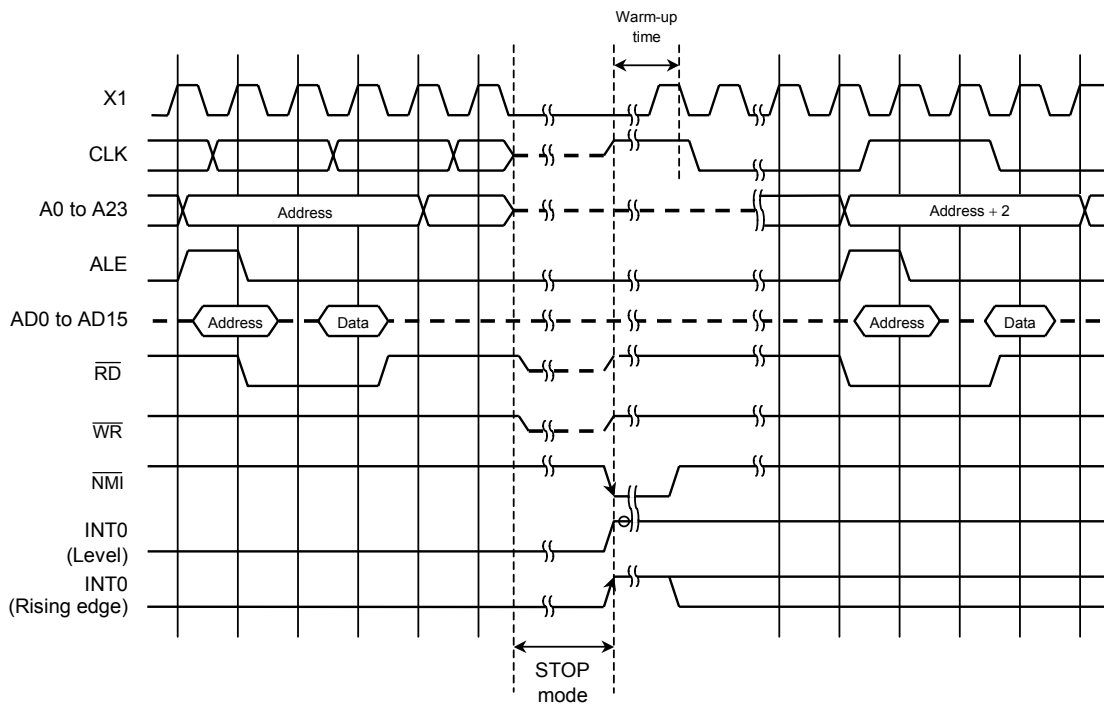 Warm-up
time
X1
CLK
A0 to A23
Address
Address + 2
ALE
AD0 to AD15
Address
Data
Address
Data
RD
WR
NMI
INT0
(Level)
INT0
(Rising edge)
STOP
mode